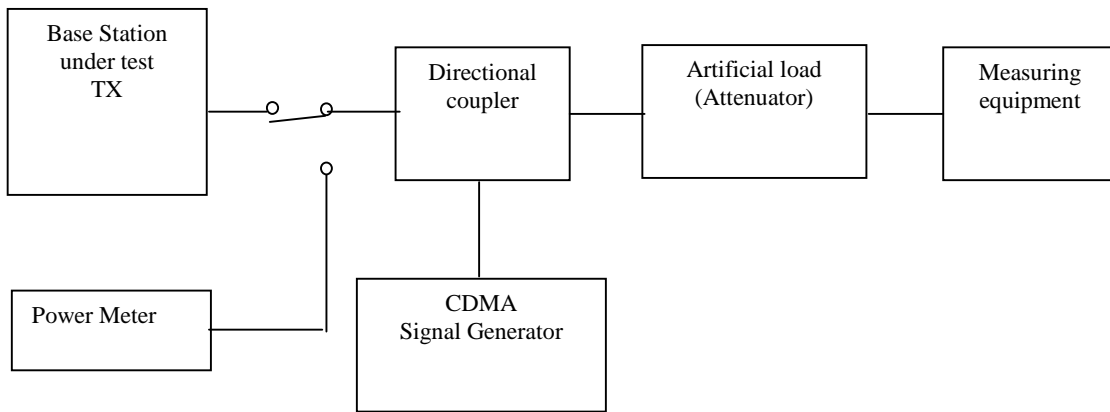 Base Station
under test
TX
Directional
coupler
Artificial load
(Attenuator)
Measuring
equipment
Power Meter
CDMA
Signal Generator